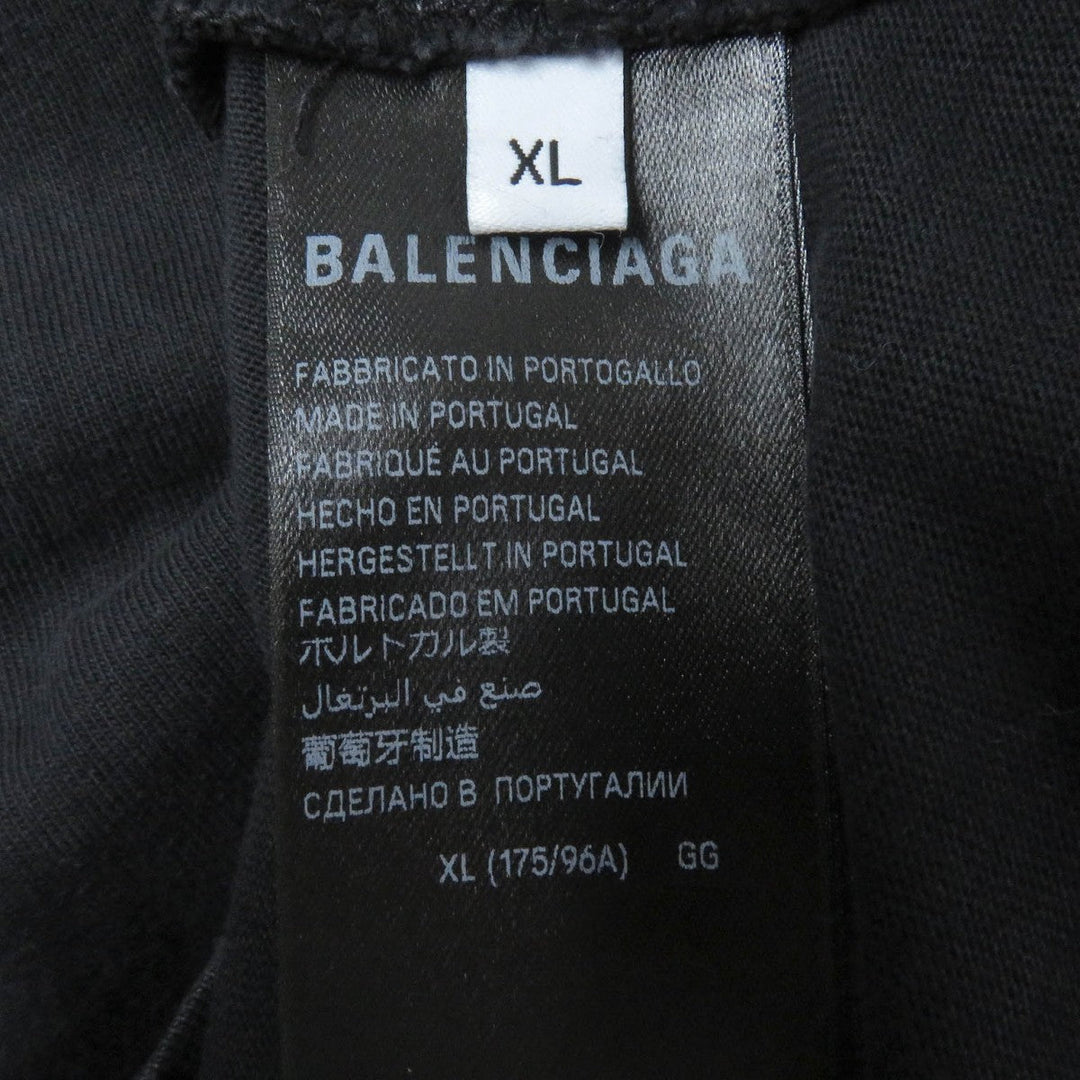 XL
BALENCIAGA
FABBRICATO IN PORTOGALLO
MADE IN PORTUGAL
FABRIQUÉ AU PORTUGAL
HECHO EN PORTUGAL
HERGESTELLT IN PORTUGAL
FABRICADO EM PORTUGAL
ポルトガル製
صنع في البرتغال
葡萄牙制造
СДЕЛАНО В ПОРТУГАЛИИ
XL (175/96A) GG